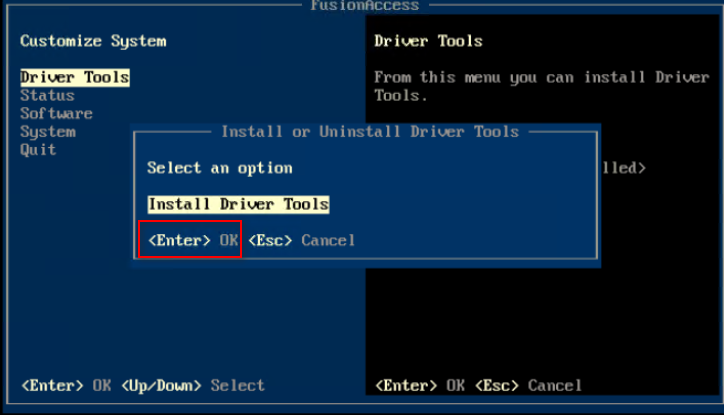 FusionAccess
Customize System
Driver Tools
Status
Software
System
Quit
Driver Tools
From this menu you can install Driver
Tools.
lled>
Install or Uninstall Driver Tools
Select an option
Install Driver Tools
<Enter> OK <Esc> Cancel
<Enter> OK <Up/Down> Select
<Enter> OK <Esc> Cancel